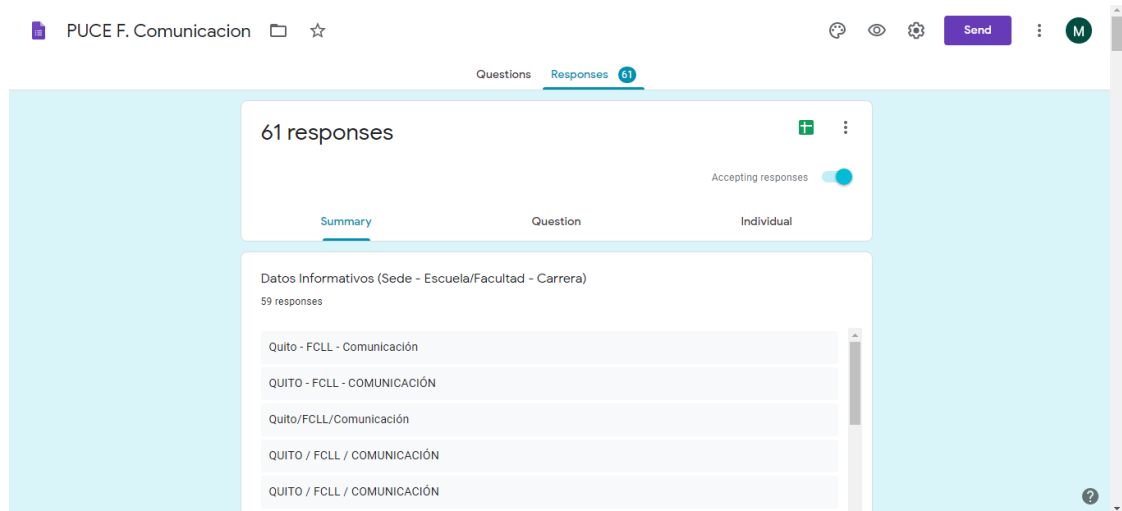 PUCE F. Comunicacion
Send
M
Questions Responses 61
61 responses
Accepting responses
Summary Question Individual
Datos Informativos (Sede - Escuela/Facultad - Carrera)
59 responses
Quito - FCLL - Comunicación
QUITO - FCLL - COMUNICACIÓN
Quito/FCLL/Comunicación
QUITO / FCLL / COMUNICACIÓN
QUITO / FCLL / COMUNICACIÓN
?